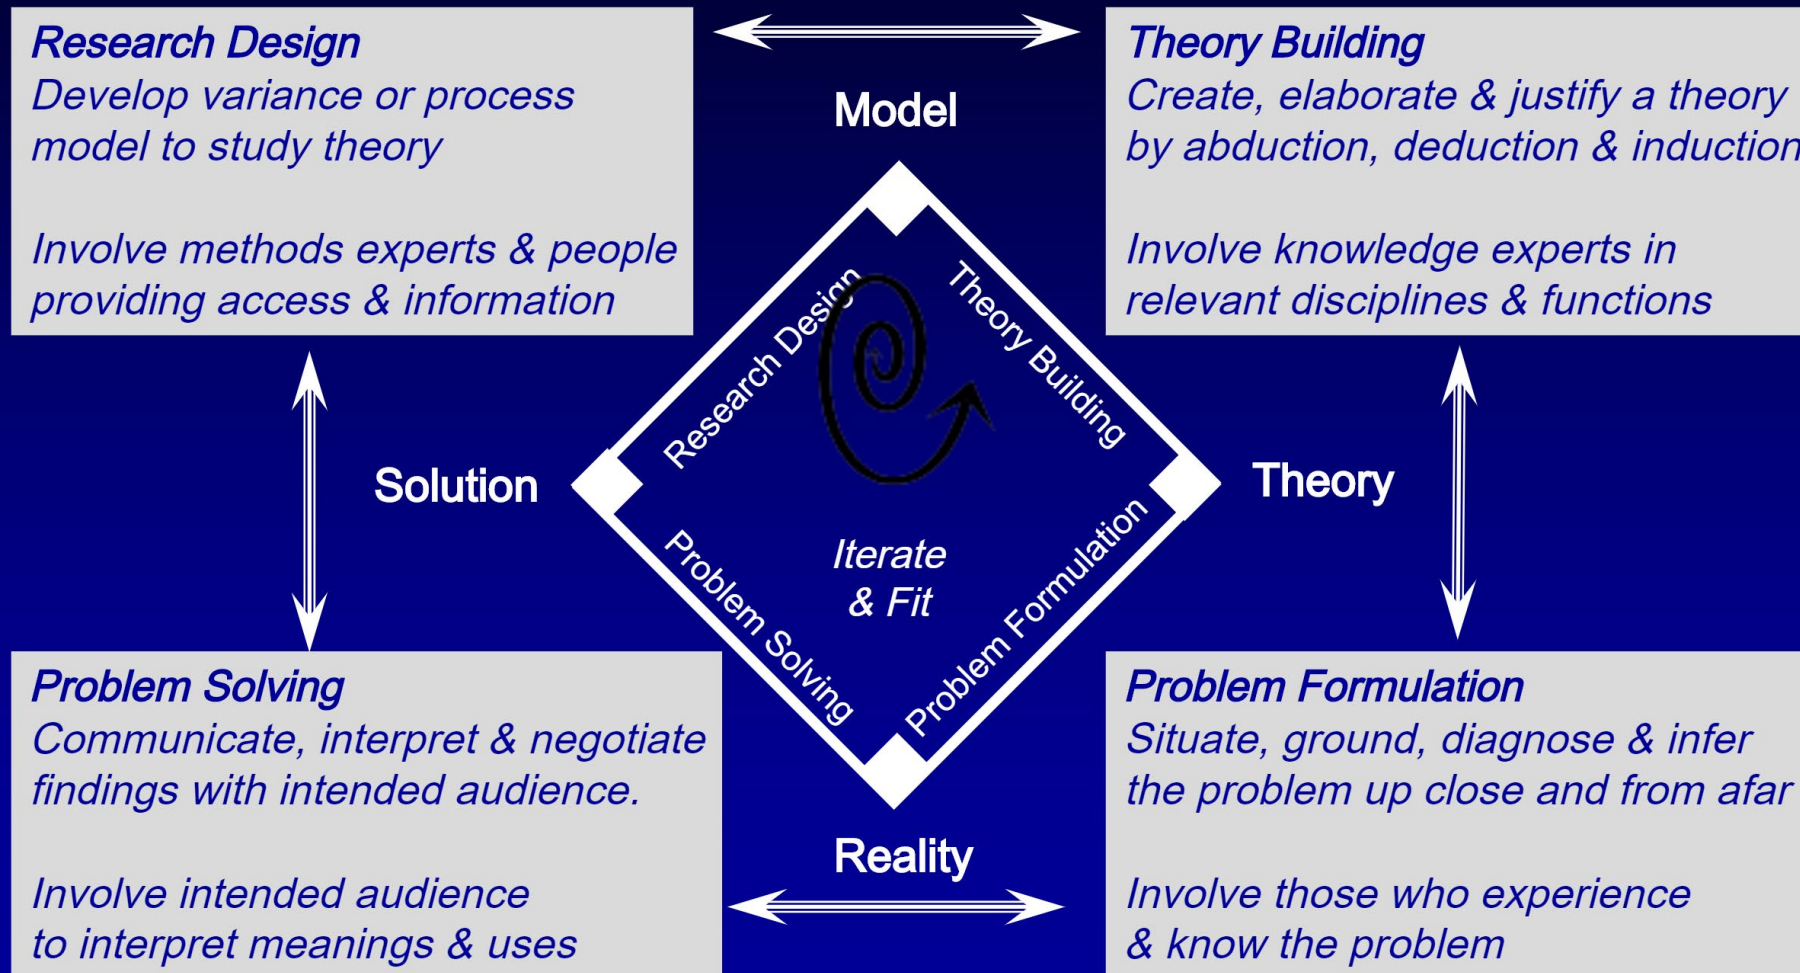 Research Design
Develop variance or process
model to study theory
Involve methods experts & people
providing access & information
Model
Theory Building
Create, elaborate & justify a theory
by abduction, deduction & induction
Involve knowledge experts in
relevant disciplines & functions
Research Design
Theory Building
Solution
Theory
Iterate
& Fit
Problem Solving
Problem Formulation
Problem Solving
Communicate, interpret & negotiate
findings with intended audience.
Involve intended audience
to interpret meanings & uses
Reality
Problem Formulation
Situate, ground, diagnose & infer
the problem up close and from afar
Involve those who experience
& know the problem